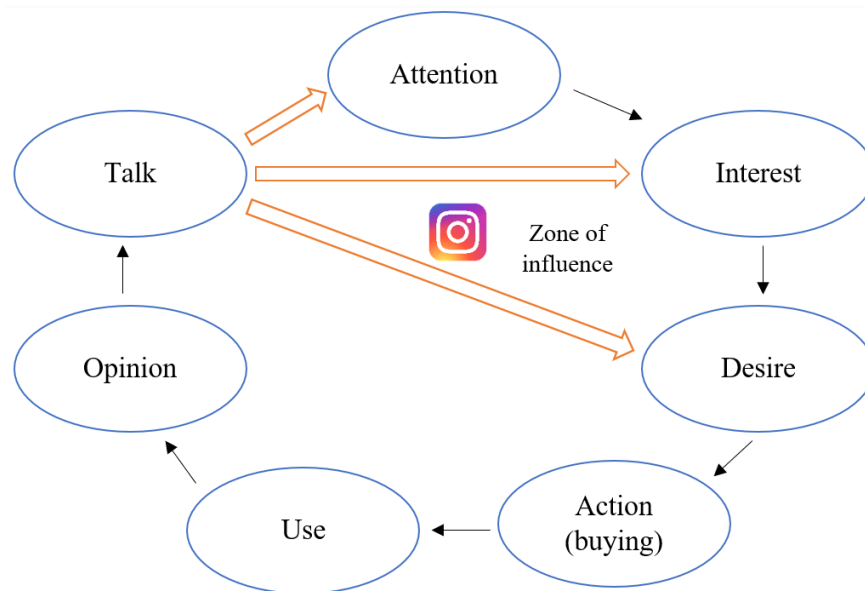 Attention
Talk
Interest
Zone of
influence
Opinion
Desire
Action
(buying)
Use